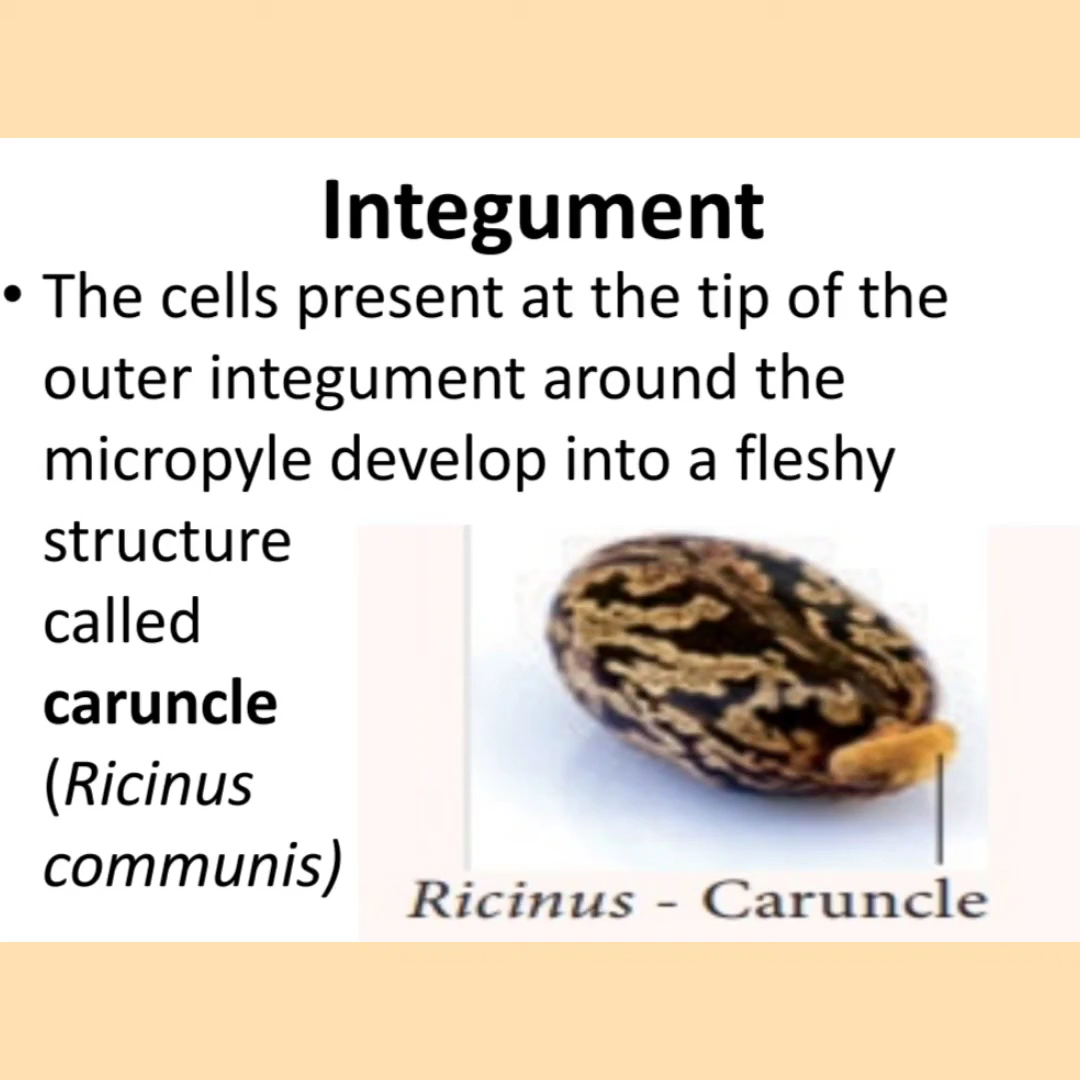 Integument
• The cells present at the tip of the
outer integument around the
micropyle develop into a fleshy
structure
called
caruncle
(Ricinus
communis)
Ricinus - Caruncle